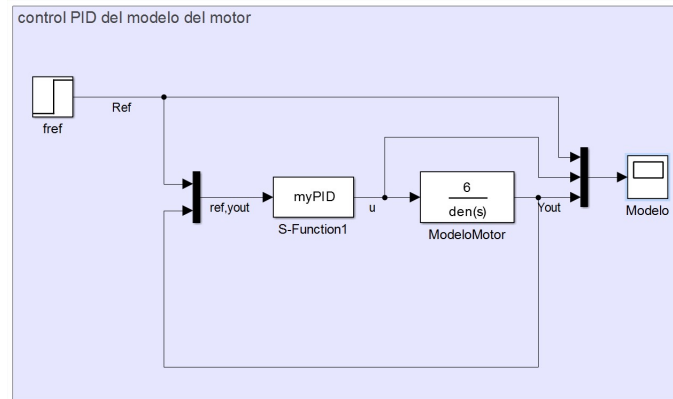 control PID del modelo del motor
Ref
fref
ref,yout
myPID
S-Function1
u
6
den(s)
ModeloMotor
Yout
Modelo